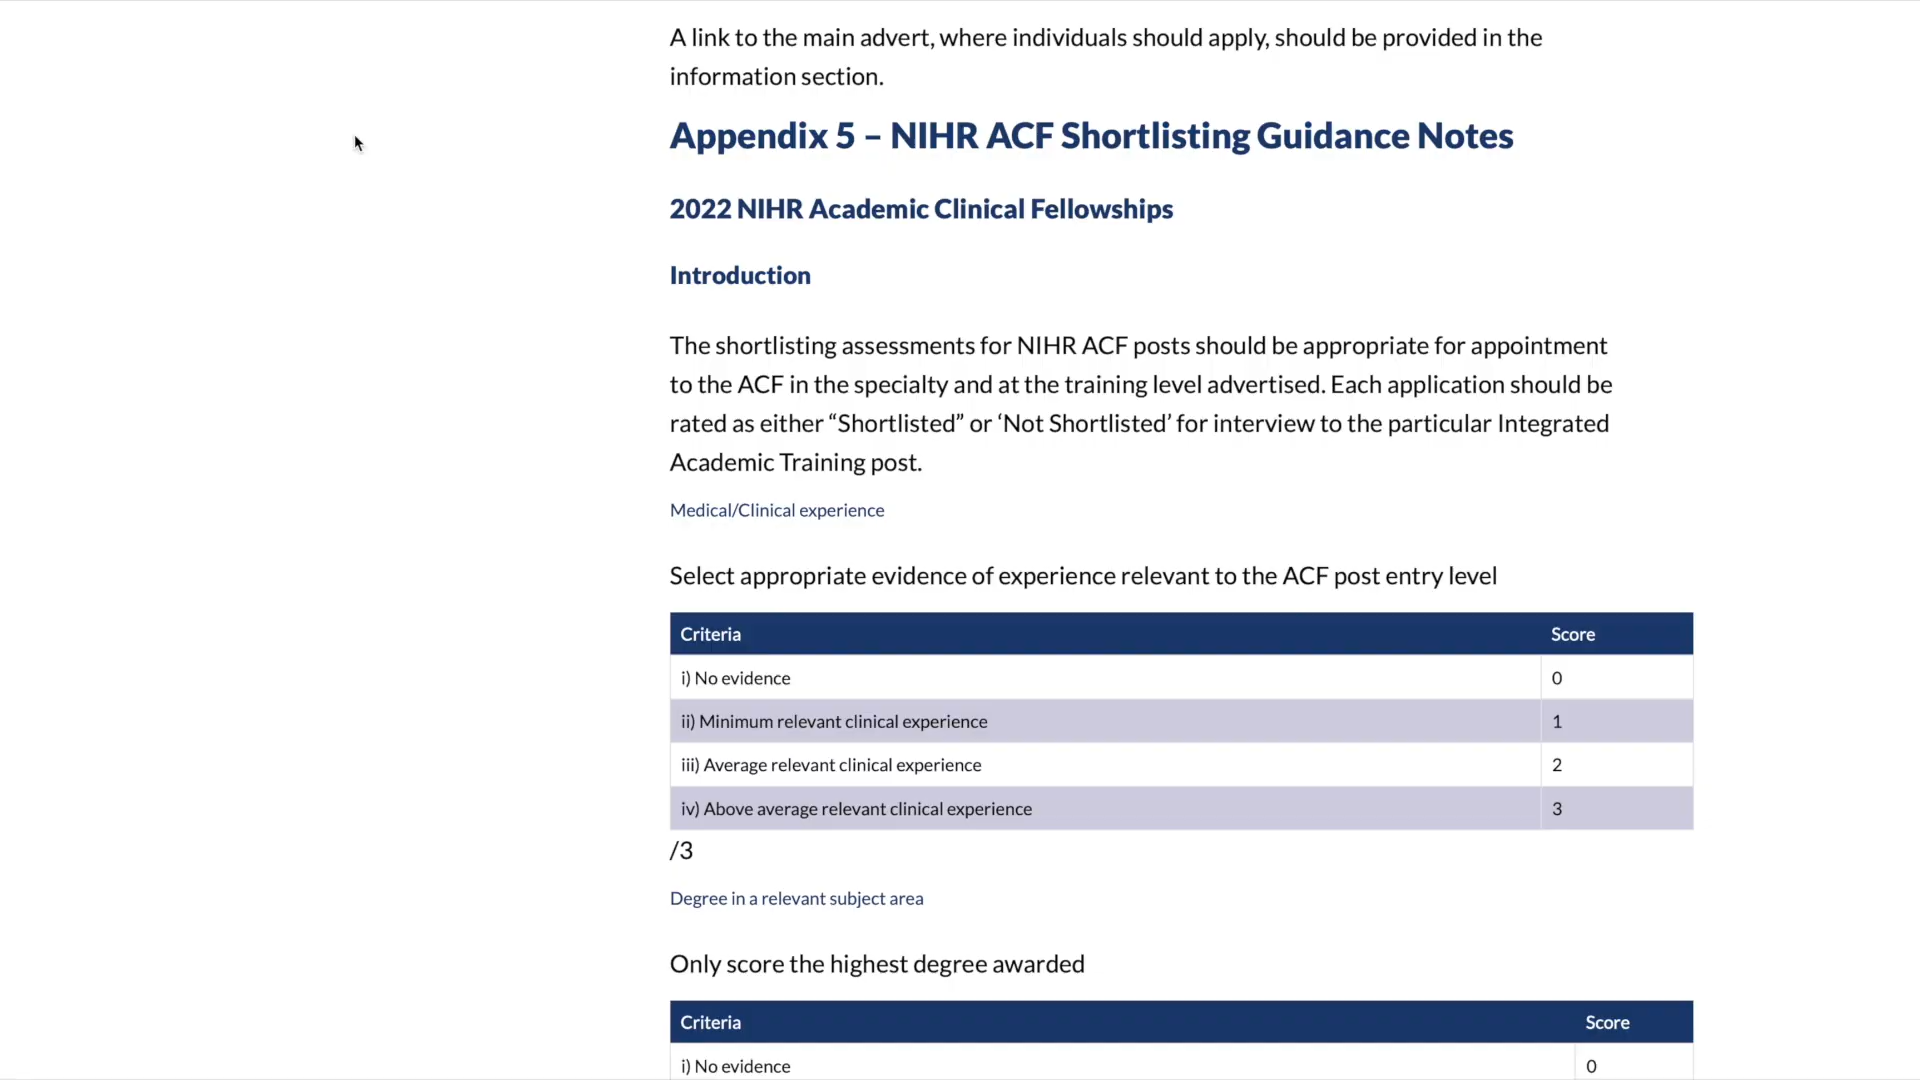 A link to the main advert, where individuals should apply, should be provided in the
information section.
Appendix 5 – NIHR ACF Shortlisting Guidance Notes
2022 NIHR Academic Clinical Fellowships
Introduction
The shortlisting assessments for NIHR ACF posts should be appropriate for appointment
to the ACF in the specialty and at the training level advertised. Each application should be
rated as either “Shortlisted” or ‘Not Shortlisted’ for interview to the particular Integrated
Academic Training post.
Medical/Clinical experience
Select appropriate evidence of experience relevant to the ACF post entry level
Criteria Score
i) No evidence 0
ii) Minimum relevant clinical experience 1
iii) Average relevant clinical experience 2
iv) Above average relevant clinical experience 3
/3
Degree in a relevant subject area
Only score the highest degree awarded
Criteria Score
i) No evidence 0